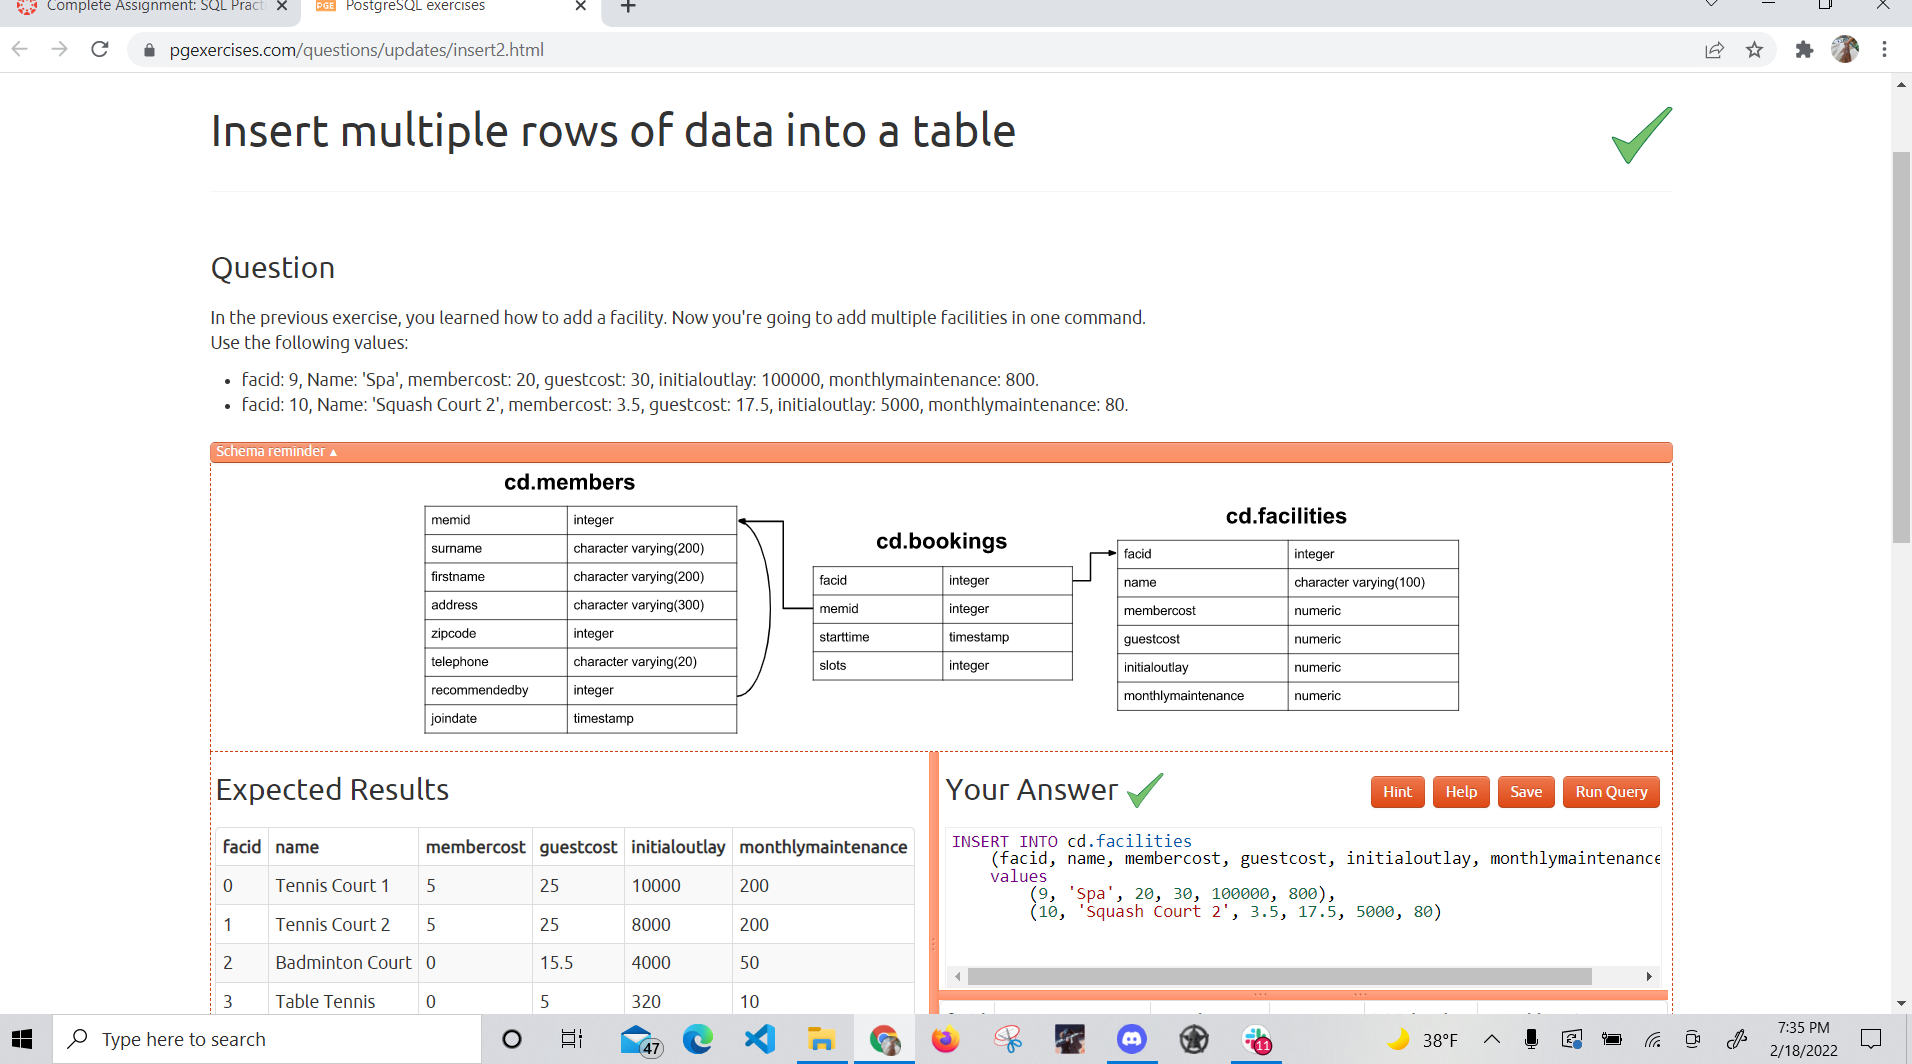 Complete Assignment: SQL Pract
PGE PostgreSQL exercises
pgexercises.com/questions/updates/insert2.html
Insert multiple rows of data into a table
Question
In the previous exercise, you learned how to add a facility. Now you're going to add multiple facilities in one command.
Use the following values:
• facid: 9, Name: 'Spa', membercost: 20, guestcost: 30, initialoutlay: 100000, monthlymaintenance: 800.
• facid: 10, Name: 'Squash Court 2', membercost: 3.5, guestcost: 17.5, initialoutlay: 5000, monthlymaintenance: 80.
Schema reminder ▴
cd.members
memid integer
surname character varying(200)
firstname character varying(200)
address character varying(300)
zipcode integer
telephone character varying(20)
recommendedby integer
joindate timestamp
cd.bookings
facid integer
memid integer
starttime timestamp
slots integer
cd.facilities
facid integer
name character varying(100)
membercost numeric
guestcost numeric
initialoutlay numeric
monthlymaintenance numeric
Expected Results
facid name membercost guestcost initialoutlay monthlymaintenance
0 Tennis Court 1 5 25 10000 200
1 Tennis Court 2 5 25 8000 200
2 Badminton Court 0 15.5 4000 50
3 Table Tennis 0 5 320 10
Your Answer
Hint Help Save Run Query
INSERT INTO cd.facilities
(facid, name, membercost, guestcost, initialoutlay, monthlymaintenance
values
(9, 'Spa', 20, 30, 100000, 800),
(10, 'Squash Court 2', 3.5, 17.5, 5000, 80)
Type here to search
47
11
38°F
7:35 PM
2/18/2022